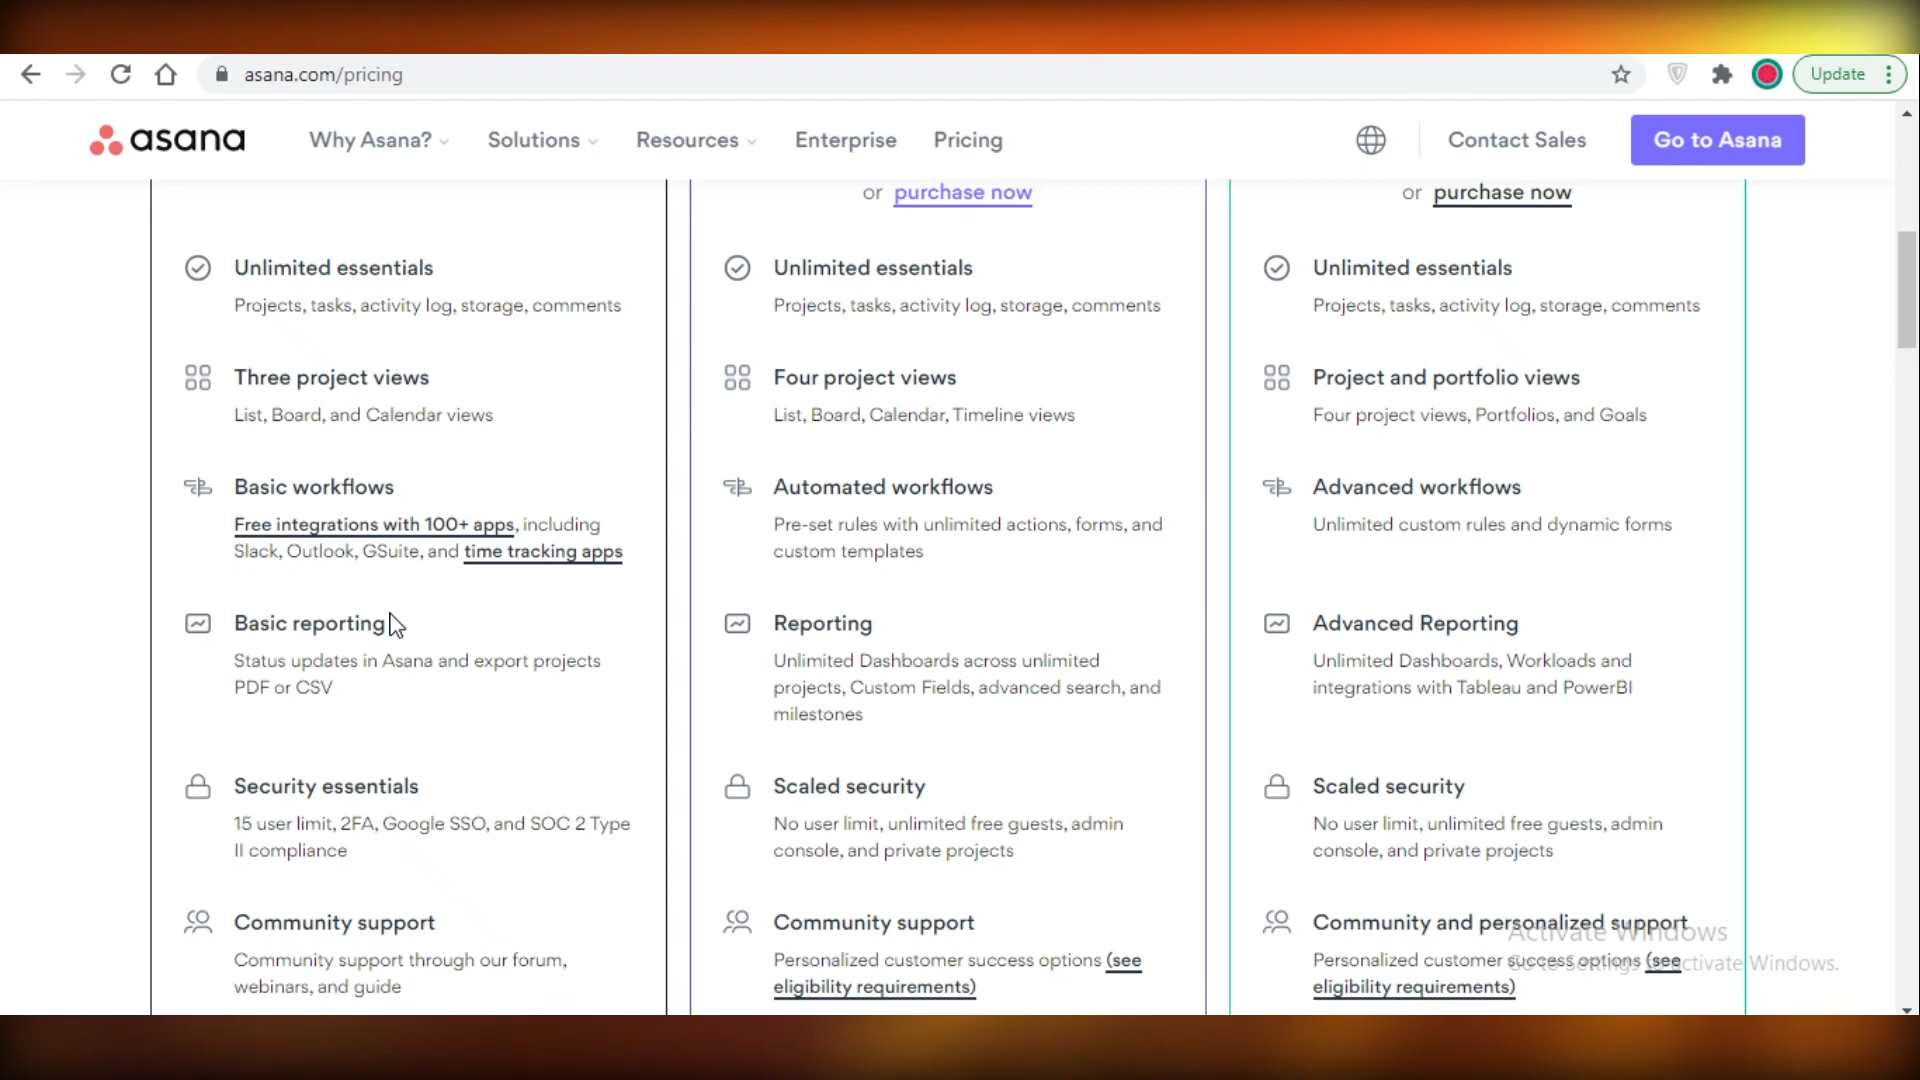 asana.com/pricing
Update
asana
Why Asana?
Solutions
Resources
Enterprise
Pricing
Contact Sales
Go to Asana
or purchase now
or purchase now
Unlimited essentials
Projects, tasks, activity log, storage, comments
Three project views
List, Board, and Calendar views
Basic workflows
Free integrations with 100+ apps, including
Slack, Outlook, GSuite, and time tracking apps
Basic reporting
Status updates in Asana and export projects
PDF or CSV
Security essentials
15 user limit, 2FA, Google SSO, and SOC 2 Type
II compliance
Community support
Community support through our forum,
webinars, and guide
Unlimited essentials
Projects, tasks, activity log, storage, comments
Four project views
List, Board, Calendar, Timeline views
Automated workflows
Pre-set rules with unlimited actions, forms, and
custom templates
Reporting
Unlimited Dashboards across unlimited
projects, Custom Fields, advanced search, and
milestones
Scaled security
No user limit, unlimited free guests, admin
console, and private projects
Community support
Personalized customer success options (see
eligibility requirements)
Unlimited essentials
Projects, tasks, activity log, storage, comments
Project and portfolio views
Four project views, Portfolios, and Goals
Advanced workflows
Unlimited custom rules and dynamic forms
Advanced Reporting
Unlimited Dashboards, Workloads and
integrations with Tableau and PowerBI
Scaled security
No user limit, unlimited free guests, admin
console, and private projects
Community and personalized support
Personalized customer success options (see
eligibility requirements)
Activate Windows
Go to Settings to activate Windows.